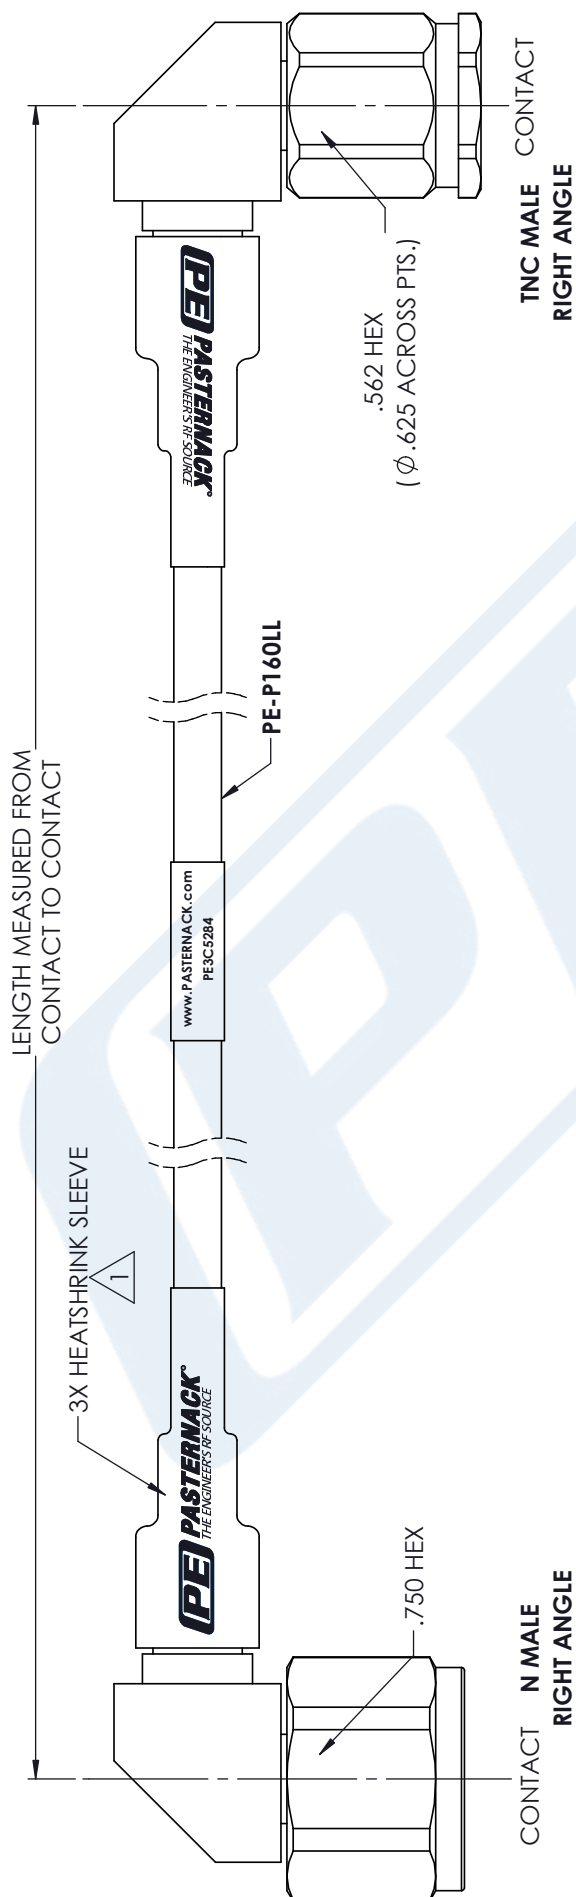 LENGTH MEASURED FROM
CONTACT TO CONTACT
3X HEATSHRINK SLEEVE
1
PE PASTERNACK®
THE ENGINEER'S RF SOURCE
www.PASTERNACK.com
PE3C5284
PE-P160LL
PE PASTERNACK®
THE ENGINEER'S RF SOURCE
.750 HEX
.562 HEX
(∅.625 ACROSS PTS.)
CONTACT
N MALE
RIGHT ANGLE
TNC MALE
RIGHT ANGLE
CONTACT